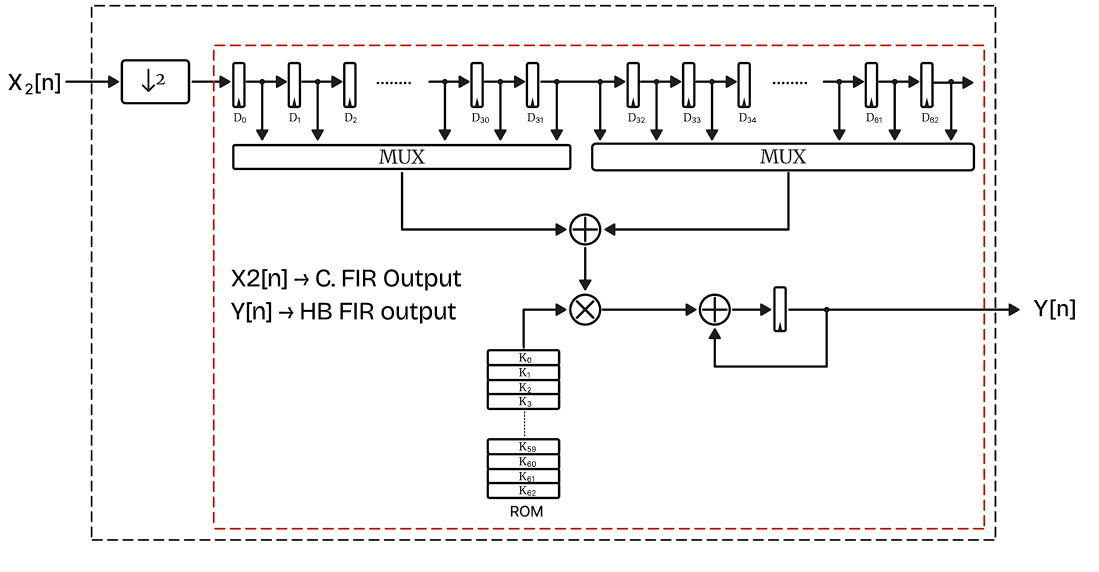 X₂[n]
↓2
........
........
D₀ D₁ D₂ D₃₀ D₃₁ D₃₂ D₃₃ D₃₄ D₆₁ D₆₂
MUX MUX
X2[n] → C. FIR Output
Y[n] → HB FIR output
Y[n]
K₀
K₁
K₂
K₃
K₅₉
K₆₀
K₆₁
K₆₂
ROM